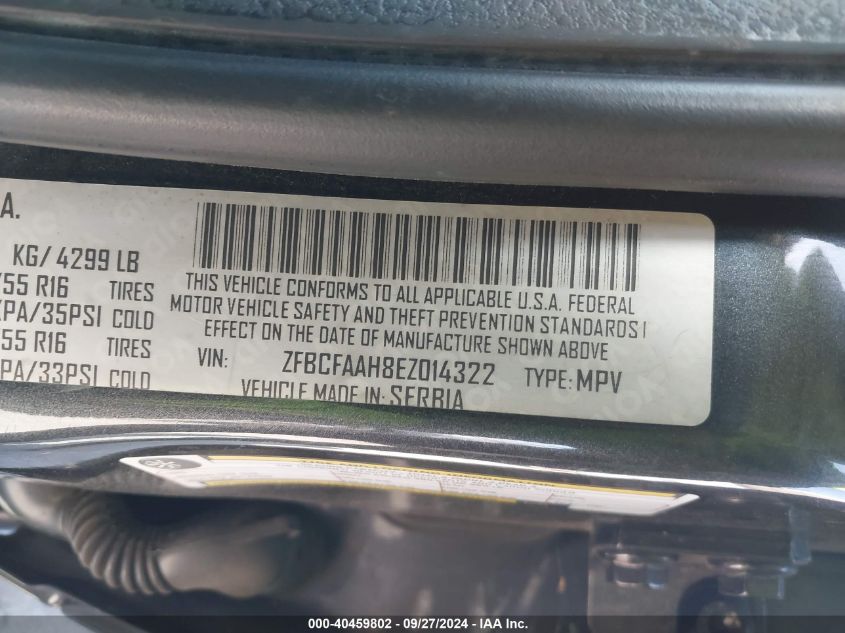 A.
KG/ 4299 LB
/55 R16 TIRES
KPA/35PSI COLD
55 R16 TIRES
PA/33PSI COLD
THIS VEHICLE CONFORMS TO ALL APPLICABLE U.S.A. FEDERAL
MOTOR VEHICLE SAFETY AND THEFT PREVENTION STANDARDS I
EFFECT ON THE DATE OF MANUFACTURE SHOWN ABOVE
VIN: ZFBCFAAH8EZ014322 TYPE: MPV
VEHICLE MADE IN: SERBIA
000-40459802 - 09/27/2024 - IAA Inc.